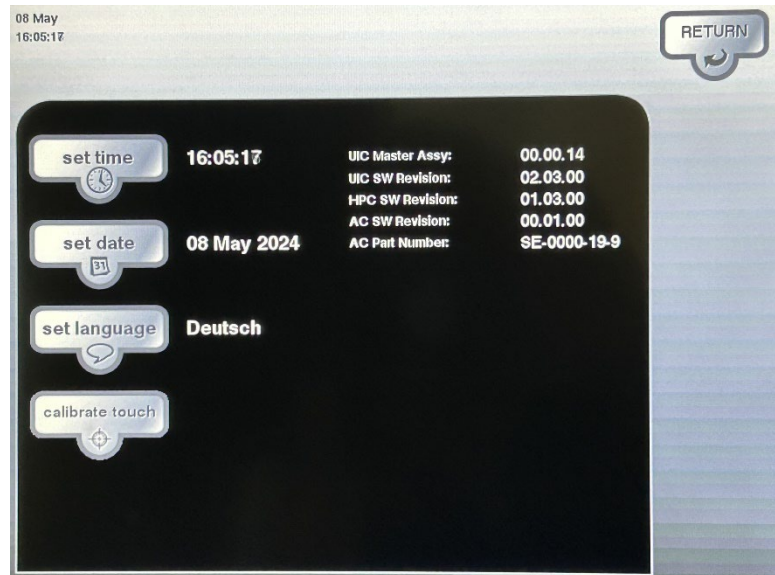 08 May
16:05:17
RETURN
set time 16:05:17
UIC Master Assy: 00.00.14
UIC SW Revision: 02.03.00
HPC SW Revision: 01.03.00
AC SW Revision: 00.01.00
AC Part Number: SE-0000-19-9
set date 08 May 2024
31
set language Deutsch
calibrate touch